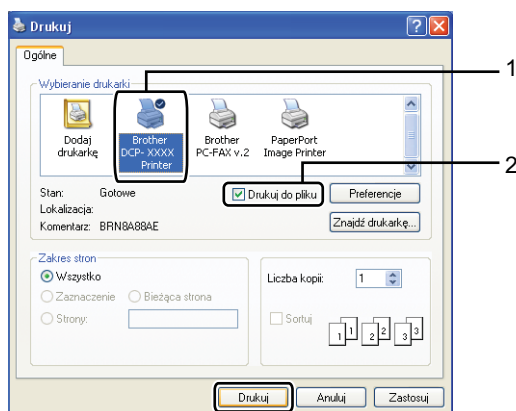 Drukuj
Ogólne
Wybieranie drukarki
1
Dodaj drukarkę
Brother DCP- XXXX Printer
Brother PC-FAX v.2
PaperPort Image Printer
2
Stan: Gotowe
Drukuj do pliku
Preferencje
Lokalizacja:
Komentarz: BRN8A88AE
Znajdź drukarkę...
Zakres stron
Wszystko
Liczba kopii: 1
Zaznaczenie
Bieżąca strona
Strony:
Sortuj
1 1 2 2 3 3
Drukuj
Anuluj
Zastosuj